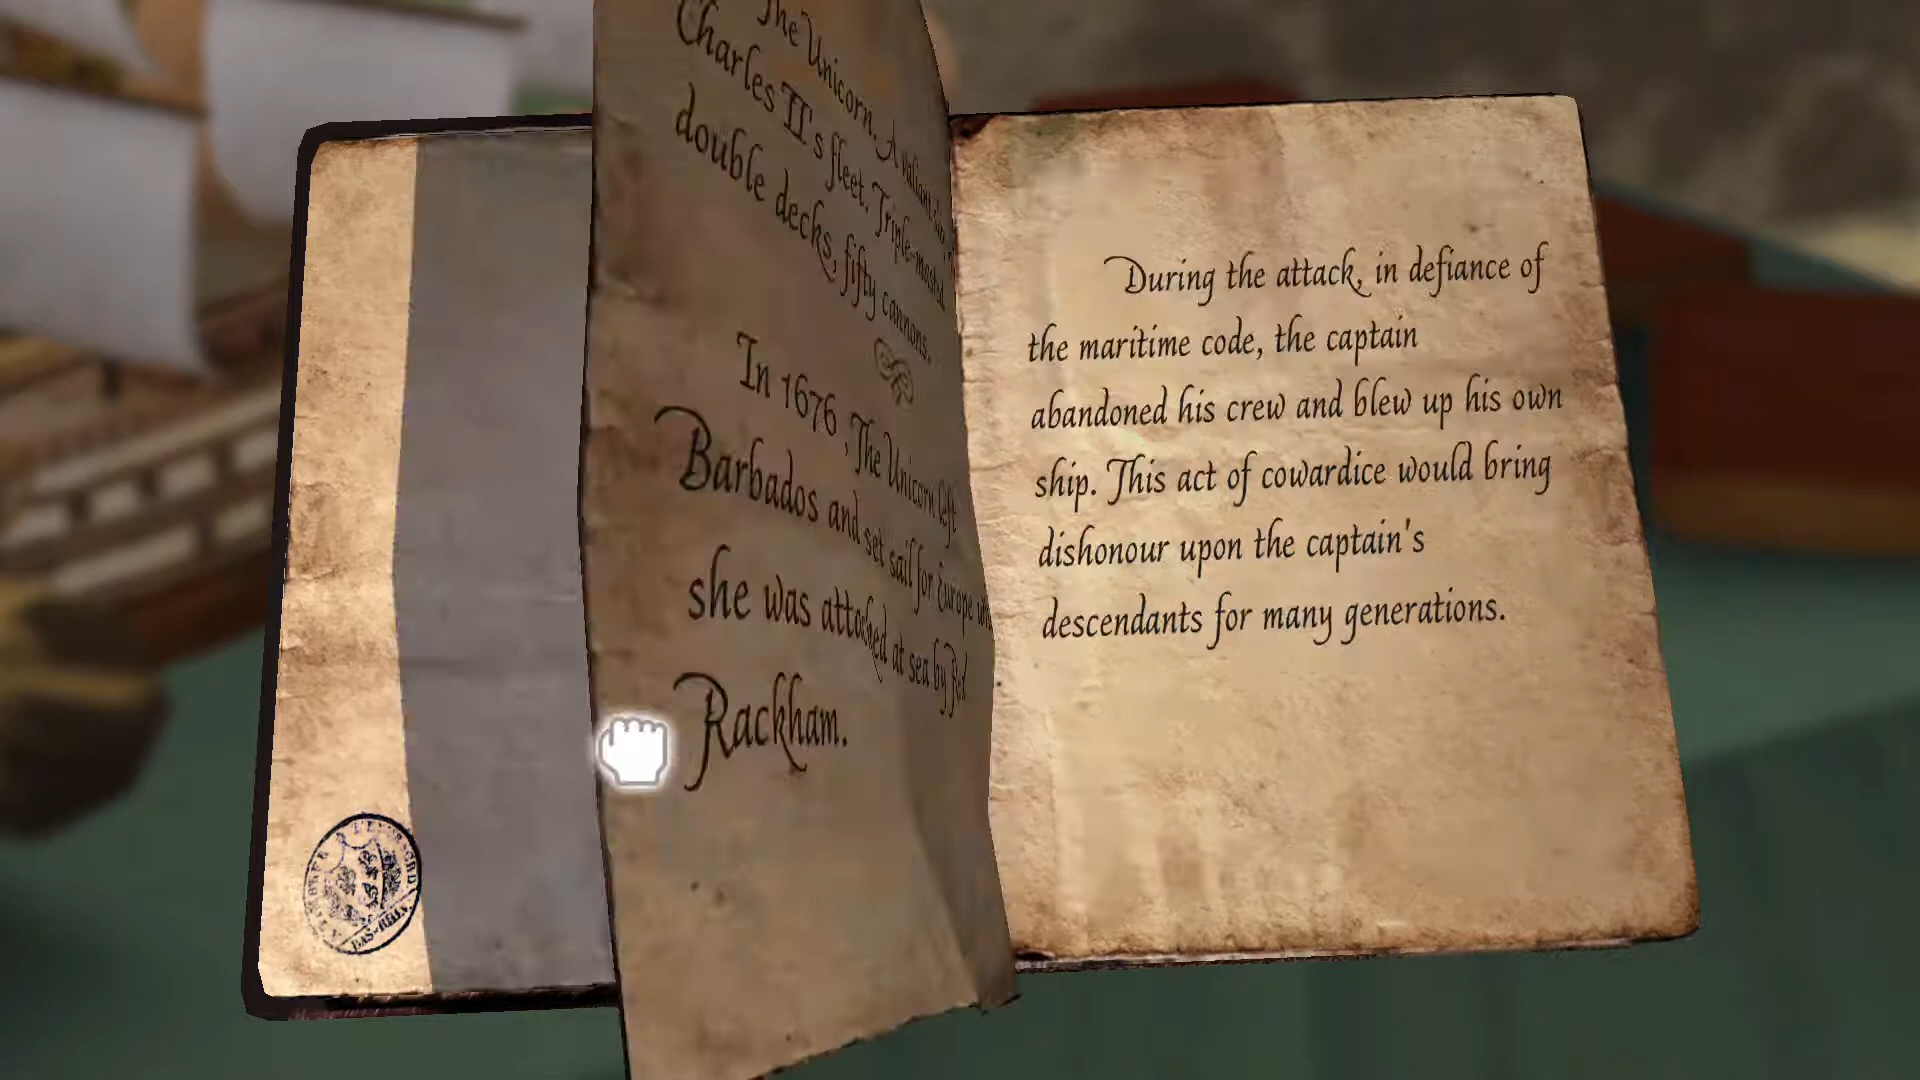 The Unicorn. A valiant ship
Charles II's fleet. Triple-masted
double decks, fifty cannons.
In 1676, The Unicorn left
Barbados and set sail for Europe
she was attacked at sea by Red
Rackham.
During the attack, in defiance of
the maritime code, the captain
abandoned his crew and blew up his own
ship. This act of cowardice would bring
dishonour upon the captain's
descendants for many generations.
BAS-RHIN